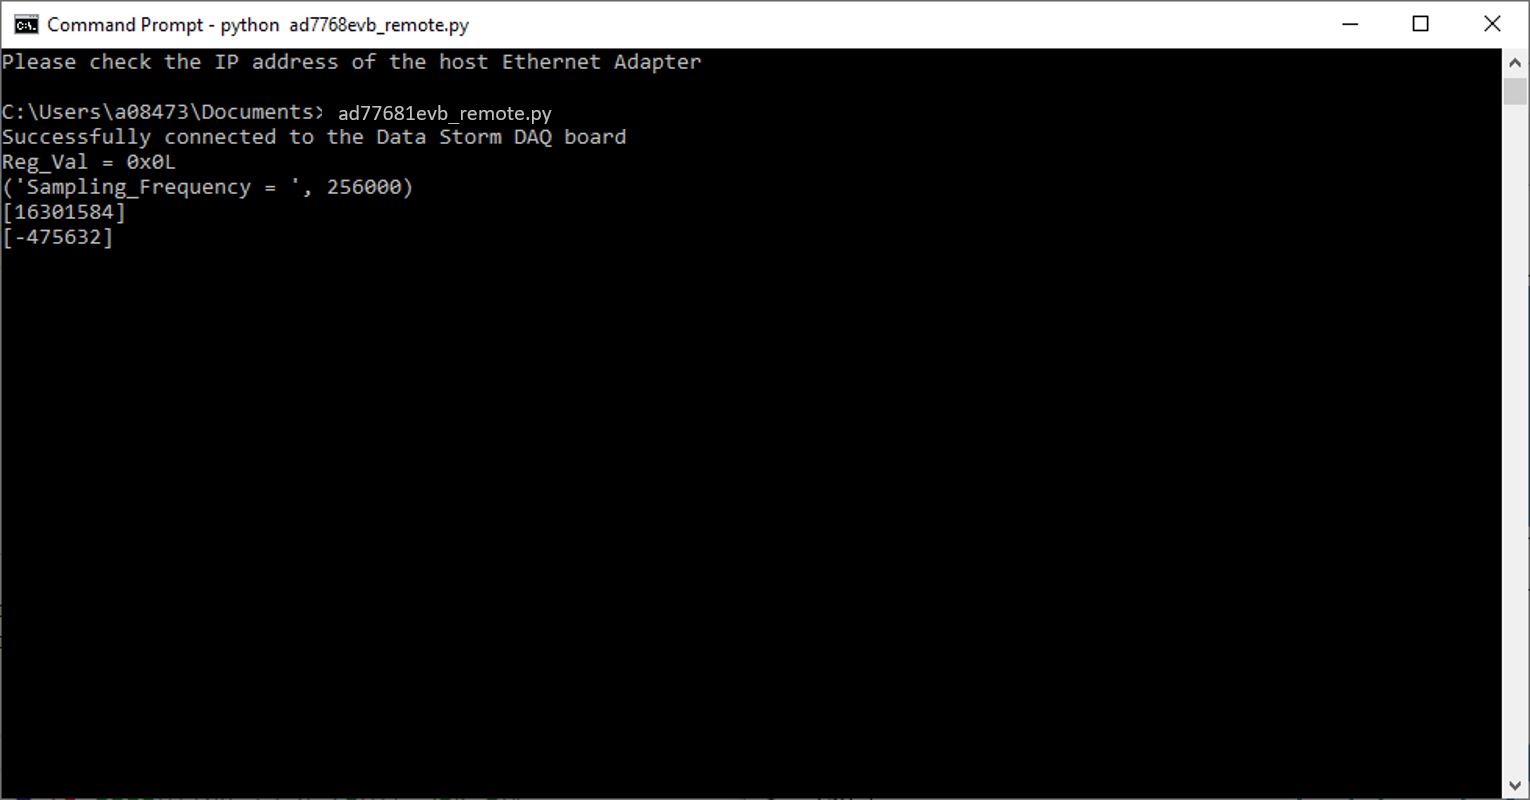 Command Prompt - python  ad7768evb_remote.py
Please check the IP address of the host Ethernet Adapter
C:\Users\a08473\Documents> ad77681evb_remote.py
Successfully connected to the Data Storm DAQ board
Reg_Val = 0x0L
('Sampling_Frequency = ', 256000)
[16301584]
[-475632]